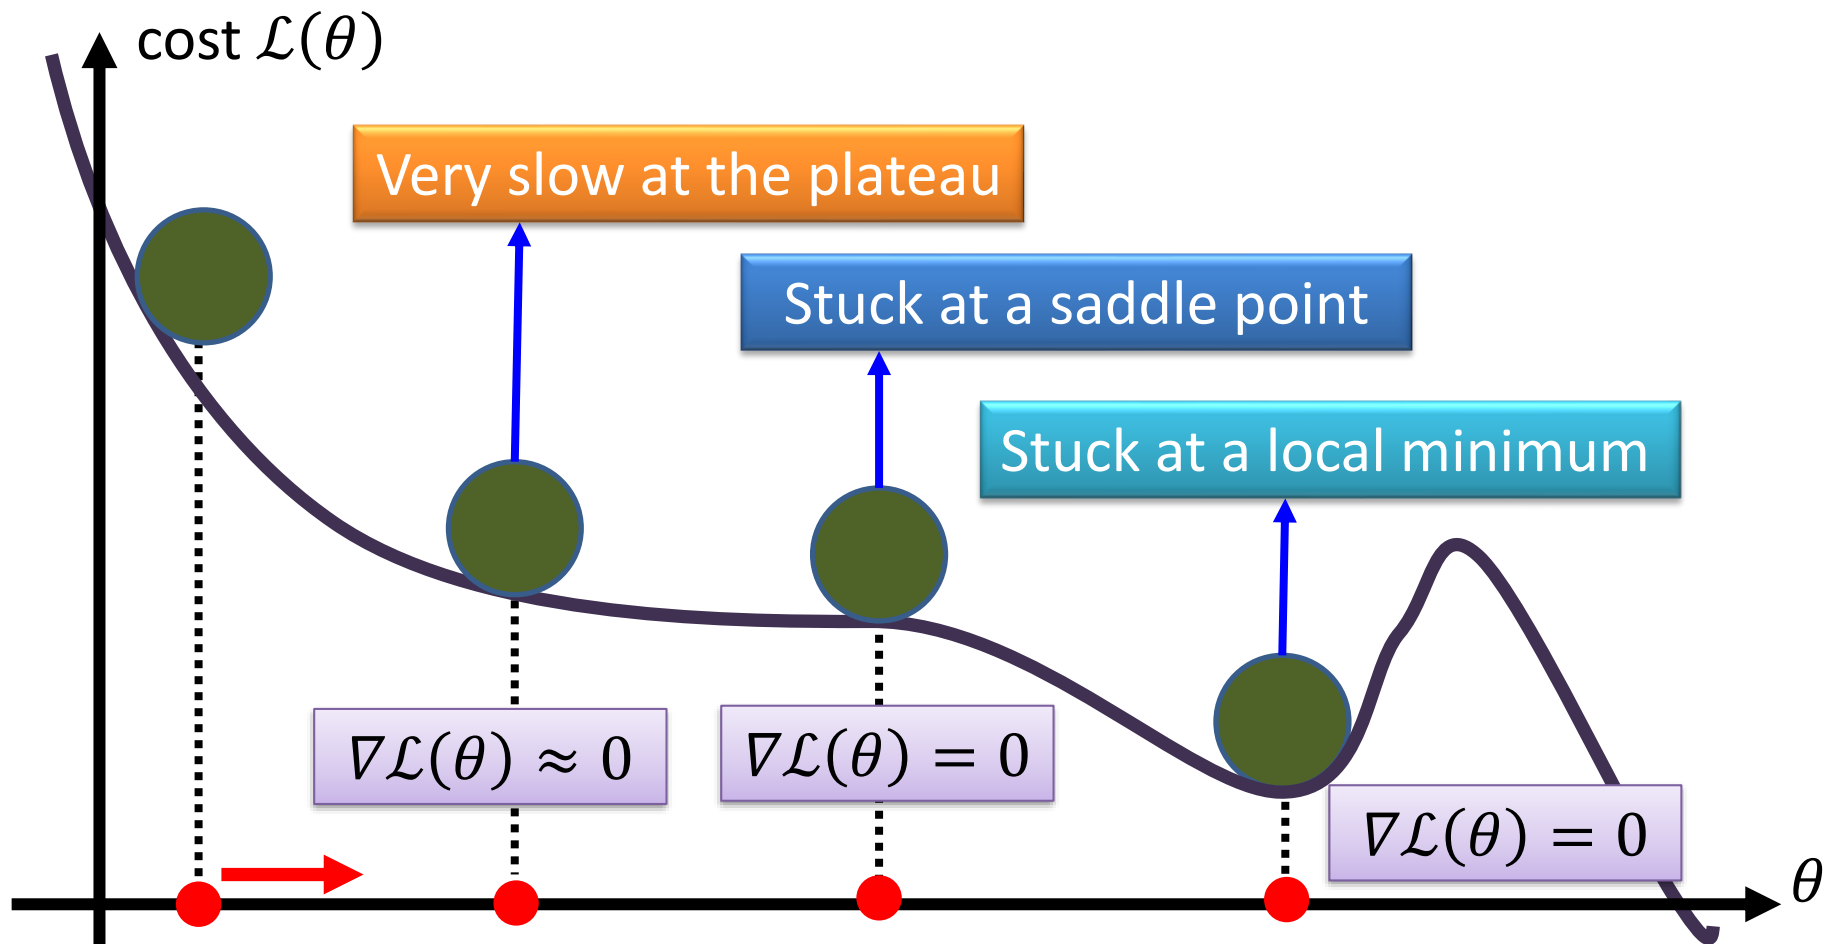 cost ℒ(θ)
Very slow at the plateau
Stuck at a saddle point
Stuck at a local minimum
∇ℒ(θ) ≈ 0
∇ℒ(θ) = 0
∇ℒ(θ) = 0
θ